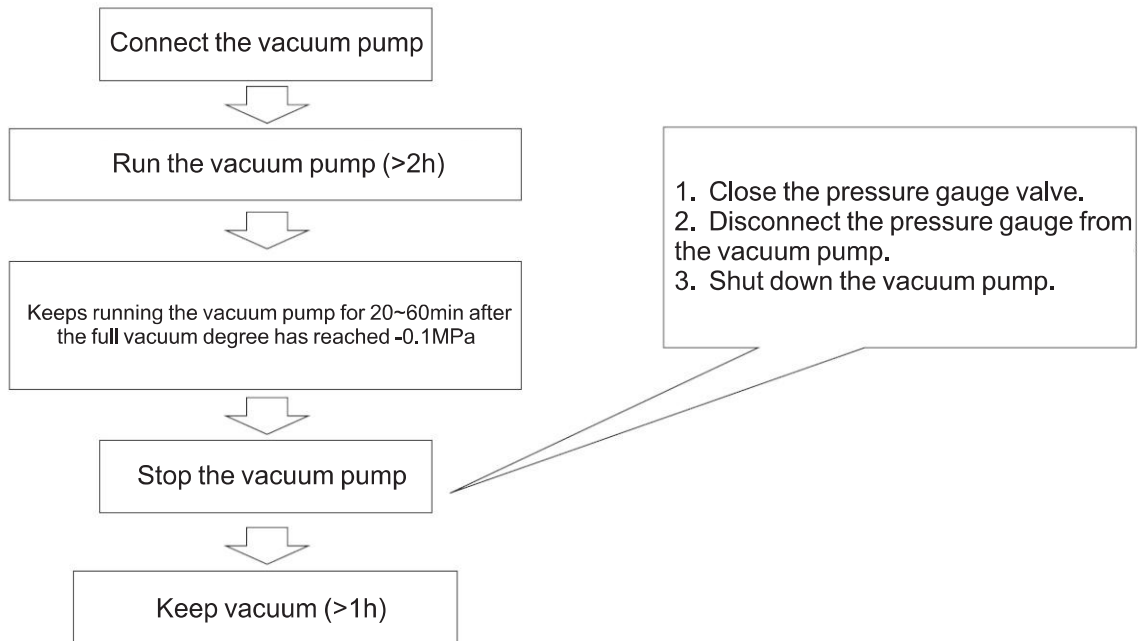 Connect the vacuum pump
Run the vacuum pump (>2h)
Keeps running the vacuum pump for 20~60min after
the full vacuum degree has reached -0.1MPa
Stop the vacuum pump
Keep vacuum (>1h)
1. Close the pressure gauge valve.
2. Disconnect the pressure gauge from
the vacuum pump.
3. Shut down the vacuum pump.